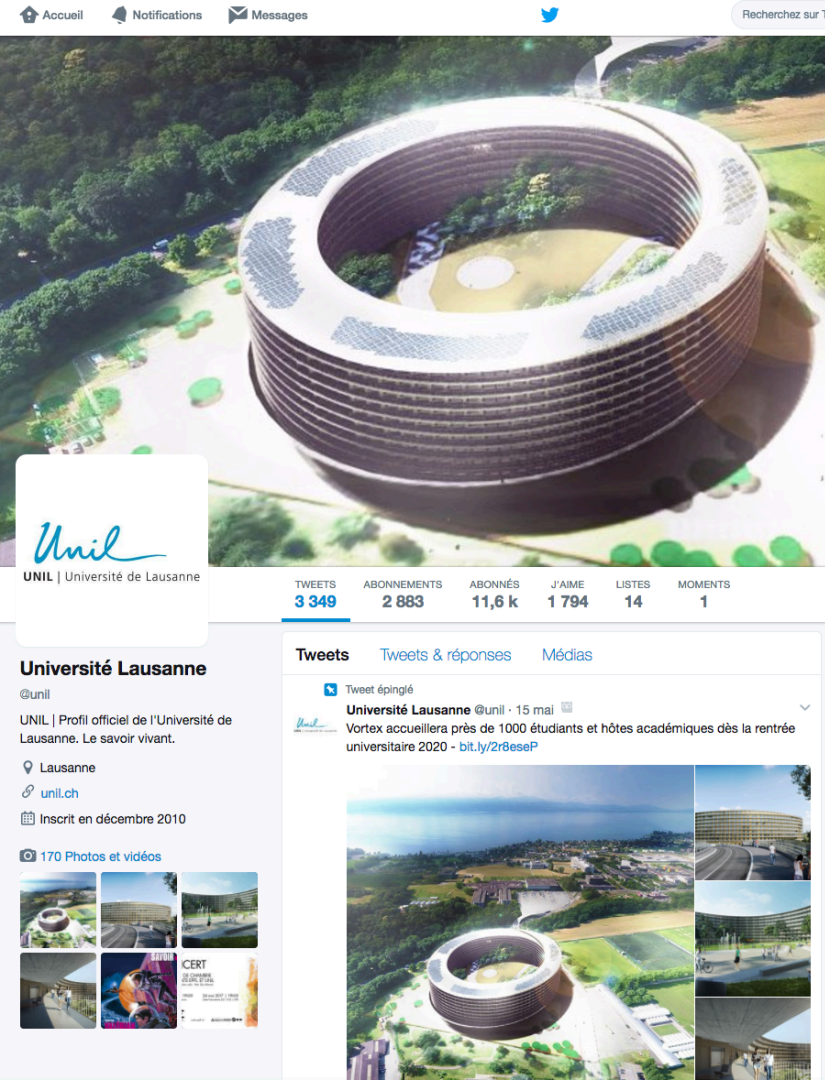 Accueil
Notifications
Messages
Recherchez sur T
Unil
UNIL | Université de Lausanne
TWEETS
3 349
ABONNEMENTS
2 883
ABONNÉS
11,6 k
J'AIME
1 794
LISTES
14
MOMENTS
1
Université Lausanne
@unil
UNIL | Profil officiel de l'Université de
Lausanne. Le savoir vivant.
Lausanne
unil.ch
Inscrit en décembre 2010
170 Photos et vidéos
SAVOIR
CERT
DE CHAMBRE
Tweets
Tweets & réponses
Médias
Tweet épinglé
Université Lausanne @unil · 15 mai
Unil
Vortex accueillera près de 1000 étudiants et hôtes académiques dès la rentrée
universitaire 2020 - bit.ly/2r8eseP